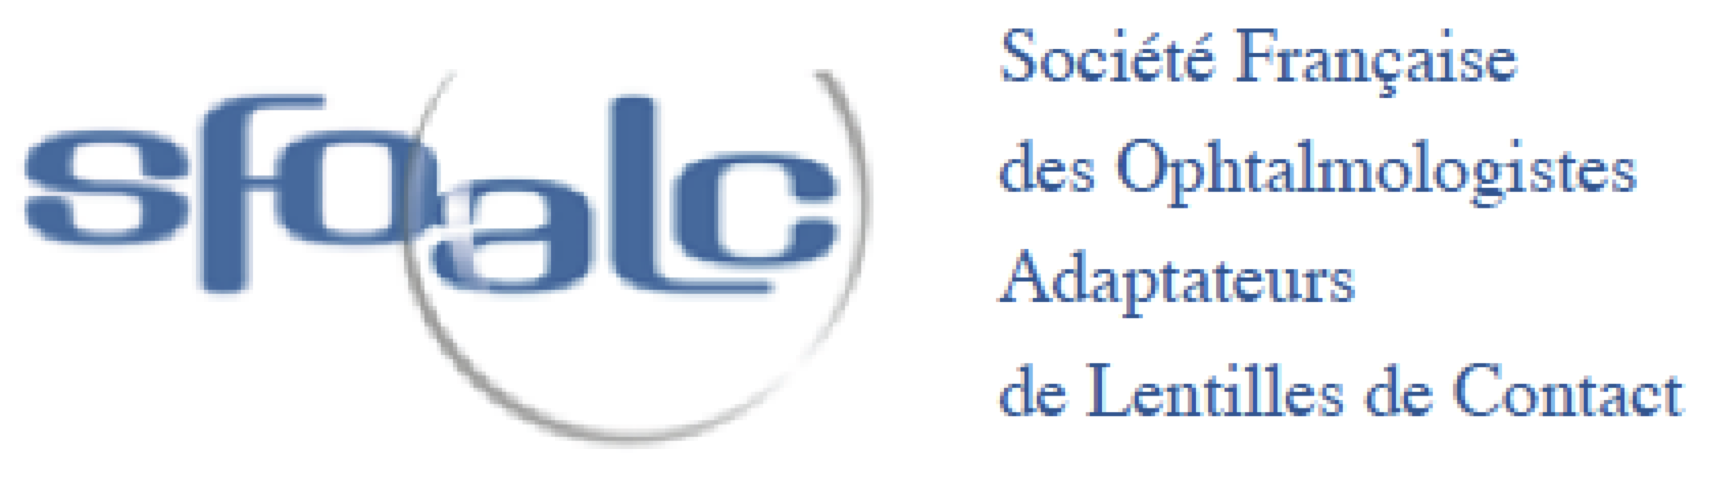 sfoalc
Société Française
des Ophtalmologistes
Adaptateurs
de Lentilles de Contact